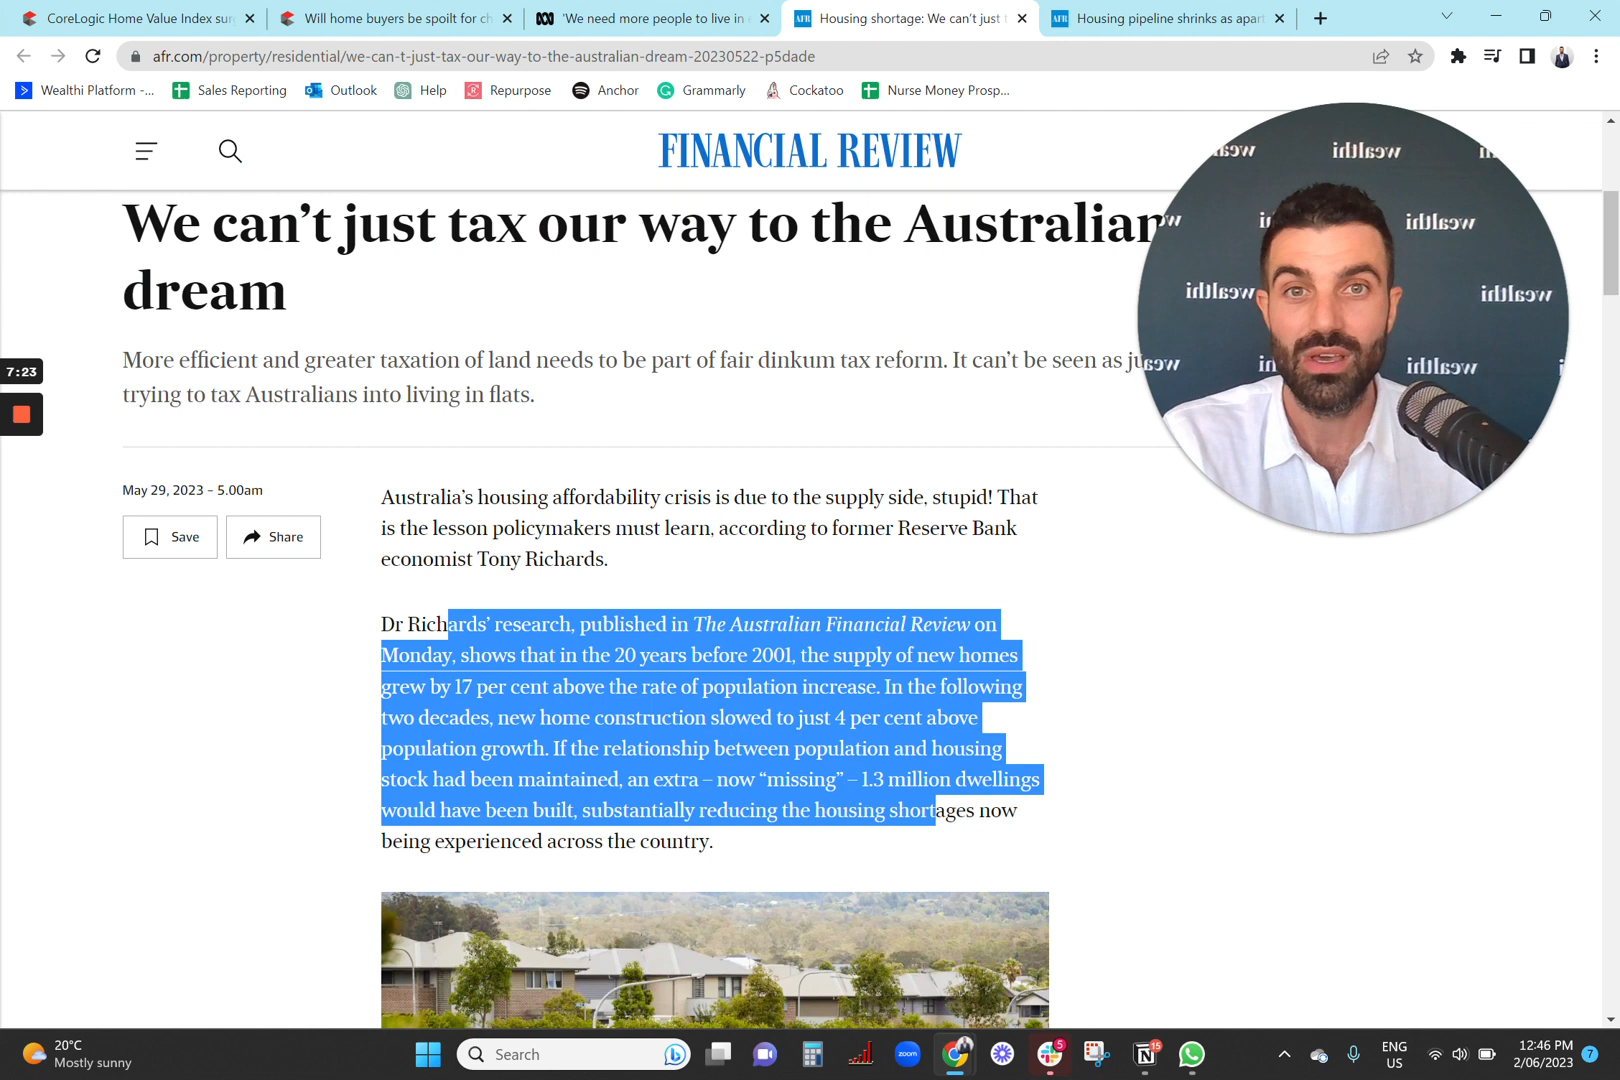 CoreLogic Home Value Index sur
Will home buyers be spoilt for ch
'We need more people to live in
Housing shortage: We can't just t
Housing pipeline shrinks as apart
afr.com/property/residential/we-can-t-just-tax-our-way-to-the-australian-dream-20230522-p5dade
Wealthi Platform -...
Sales Reporting
Outlook
Help
Repurpose
Anchor
Grammarly
Cockatoo
Nurse Money Prosp...
FINANCIAL REVIEW
We can't just tax our way to the Australian
dream
More efficient and greater taxation of land needs to be part of fair dinkum tax reform. It can't be seen as ju
trying to tax Australians into living in flats.
7:23
wealthi
wealthi
wealthi
wealthi
wealthi
May 29, 2023 – 5.00am
Save
Share
Australia's housing affordability crisis is due to the supply side, stupid! That
is the lesson policymakers must learn, according to former Reserve Bank
economist Tony Richards.
Dr Richards' research, published in The Australian Financial Review on
Monday, shows that in the 20 years before 2001, the supply of new homes
grew by 17 per cent above the rate of population increase. In the following
two decades, new home construction slowed to just 4 per cent above
population growth. If the relationship between population and housing
stock had been maintained, an extra – now “missing” – 1.3 million dwellings
would have been built, substantially reducing the housing shortages now
being experienced across the country.
20°C
Mostly sunny
Search
zoom
5
15
ENG
US
12:46 PM
2/06/2023
7